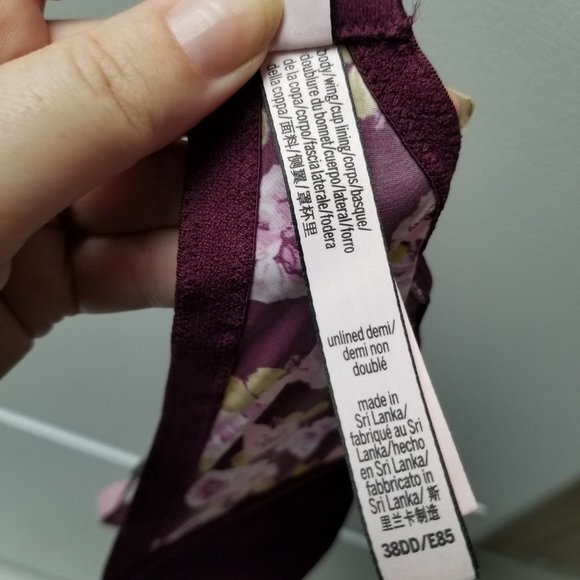 body/wing/cup lining/corps/basque/
doublure du bonnet/cuerpo/lateral/forro
de la copa/corpo/fascia laterale/fodera
della coppa/面料/侧翼/罩杯里
unlined demi/
demi non
doublé
made in
Sri Lanka/
fabriqué au Sri
Lanka/hecho
en Sri Lanka/
fabbricato in
Sri Lanka/ 斯
里兰卡制造
38DD/E85